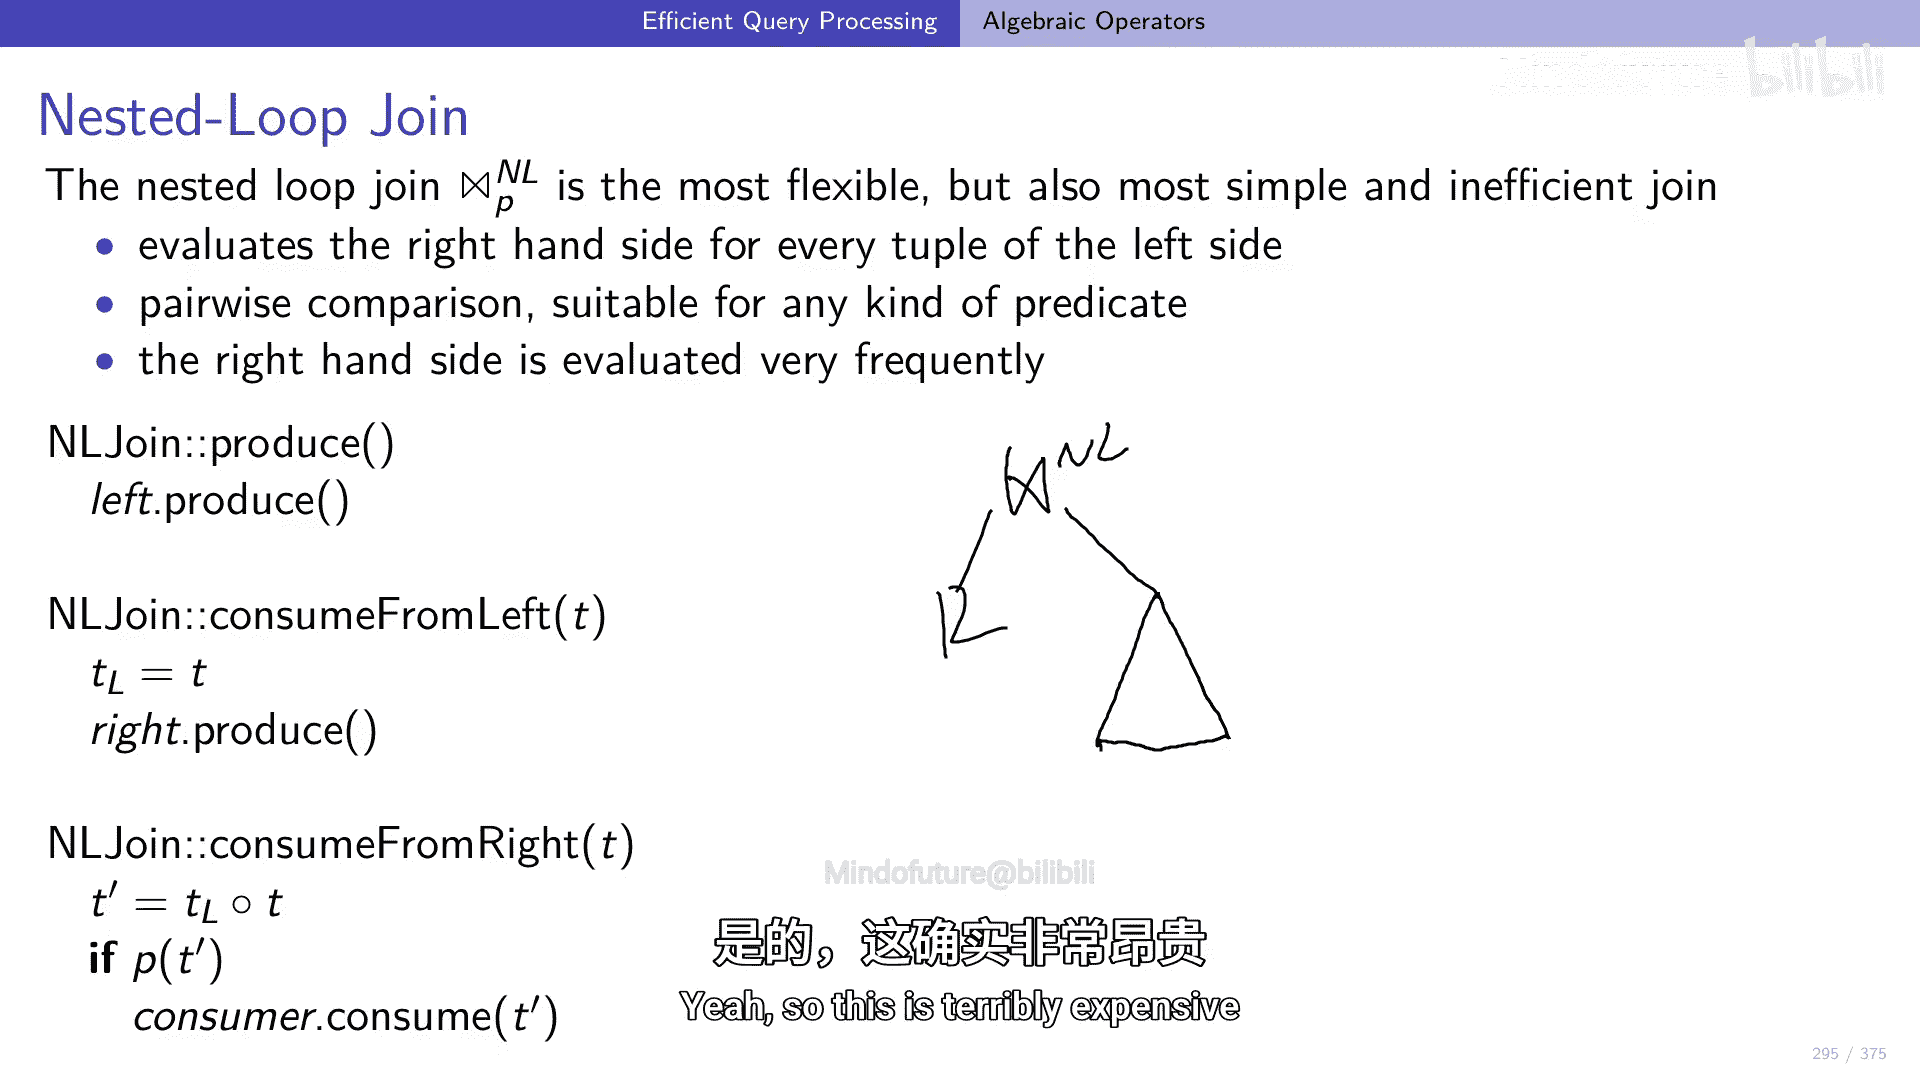 Efficient Query Processing
Algebraic Operators
bilibili
Nested-Loop Join
The nested loop join ⋈ₚᴺᴸ is the most flexible, but also most simple and inefficient join
• evaluates the right hand side for every tuple of the left side
• pairwise comparison, suitable for any kind of predicate
• the right hand side is evaluated very frequently
NLJoin::produce()
left.produce()
⋈ NL
R
NLJoin::consumeFromLeft(t)
t_L = t
right.produce()
NLJoin::consumeFromRight(t)
t′ = t_L ∘ t
if p(t′)
consumer.consume(t′)
Mindofuture@bilibili
是的，这确实非常昂贵
Yeah, so this is terribly expensive
295 / 375